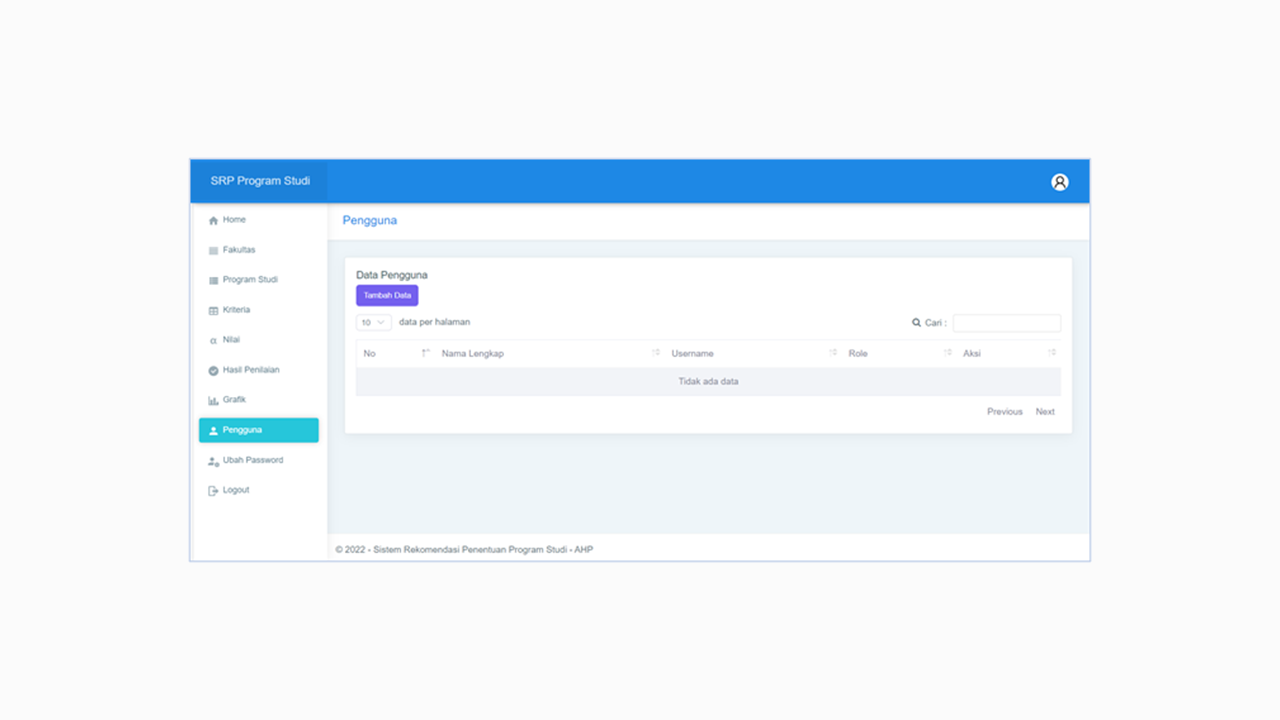 SRP Program Studi
Home
Fakultas
Program Studi
Kriteria
Nilai
Hasil Penilaian
Grafik
Pengguna
Ubah Password
Logout
Pengguna
Data Pengguna
Tambah Data
10 data per halaman Cari :
No Nama Lengkap Username Role Aksi
Tidak ada data
Previous Next
© 2022 - Sistem Rekomendasi Penentuan Program Studi - AHP